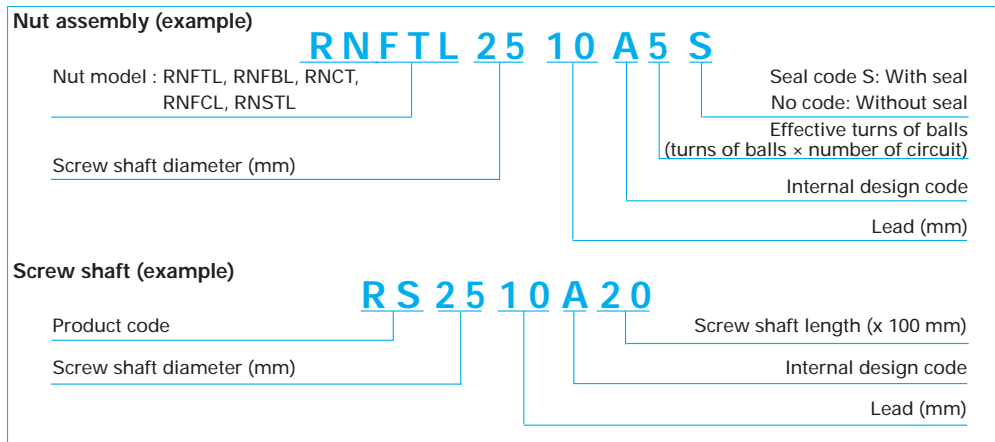 Nut assembly (example)
RNFTL 25 10 A 5 S
Nut model : RNFTL, RNFBL, RNCT,
RNFCL, RNSTL
Seal code S: With seal
No code: Without seal
Effective turns of balls
(turns of balls × number of circuit)
Screw shaft diameter (mm)
Internal design code
Lead (mm)
Screw shaft (example)
RS 25 10 A 20
Product code
Screw shaft length (x 100 mm)
Screw shaft diameter (mm)
Internal design code
Lead (mm)